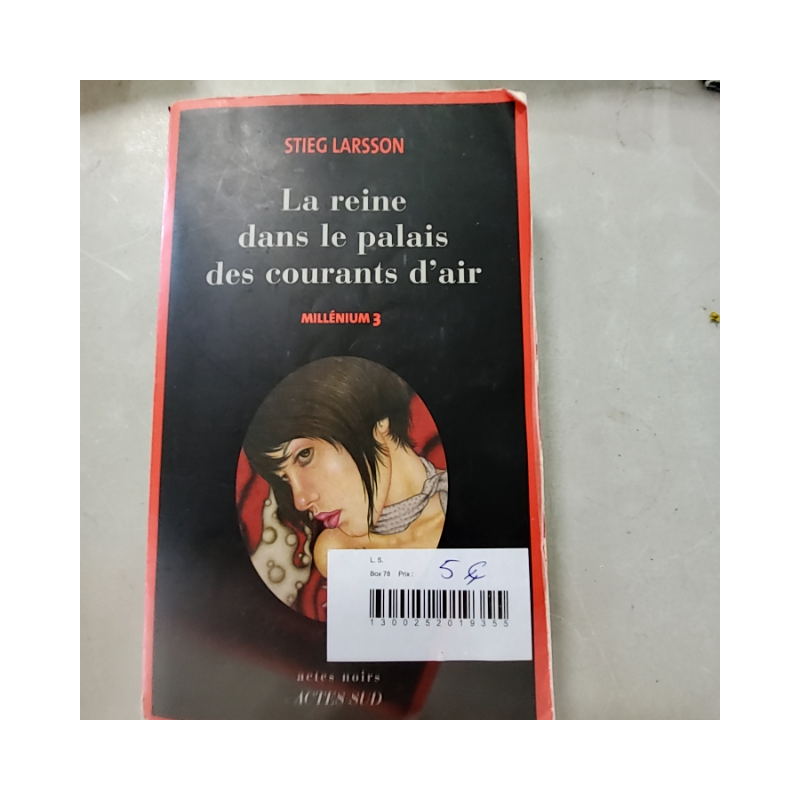 STIEG LARSSON
La reine
dans le palais
des courants d'air
MILLÉNIUM 3
L. S.
Box 78 Prix : 5 €
1300252019355
actes noirs
ACTES SUD